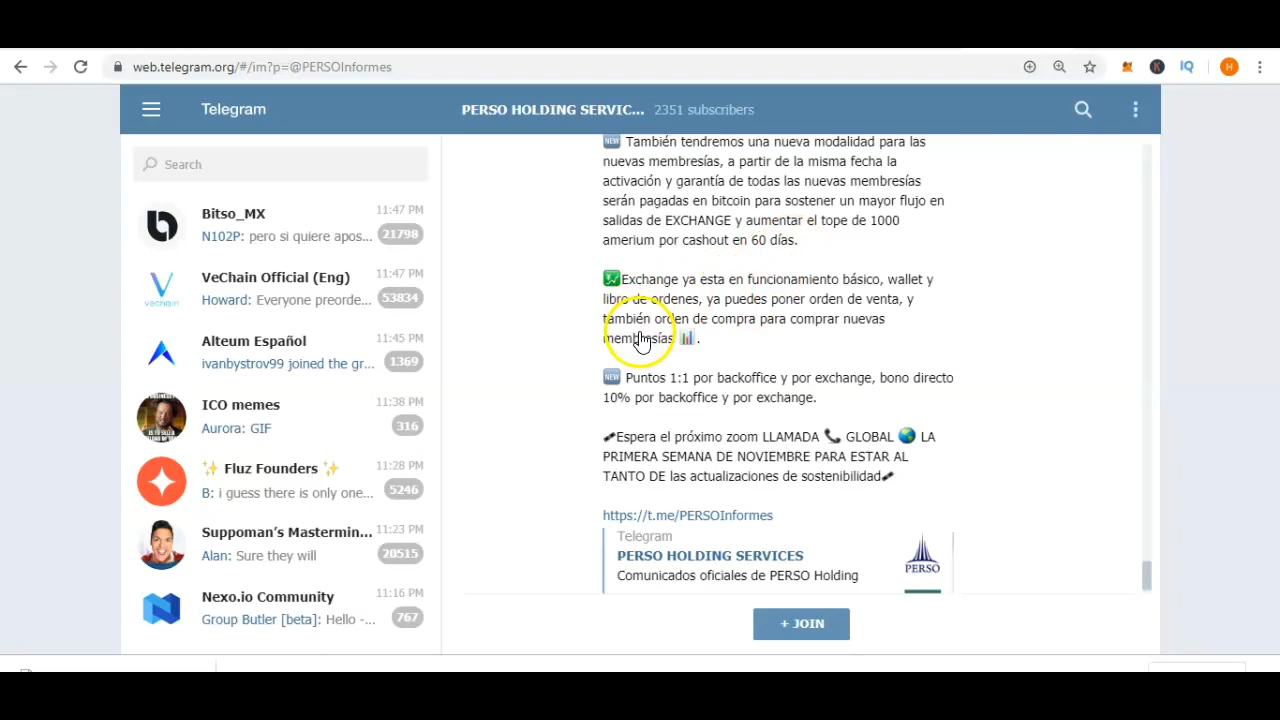 web.telegram.org/#/im?p=@PERSOInformes
Telegram
PERSO HOLDING SERVIC... 2351 subscribers
Search
Bitso_MX 11:47 PM
N102P: pero si quiere apos... 21798
VeChain Official (Eng) 11:47 PM
Howard: Everyone preorde... 53834
Alteum Español 11:45 PM
ivanbystrov99 joined the gr... 1369
ICO memes 11:38 PM
Aurora: GIF 316
✨ Fluz Founders ✨ 11:28 PM
B: i guess there is only one... 5246
Suppoman's Mastermin... 11:23 PM
Alan: Sure they will 20515
Nexo.io Community 11:16 PM
Group Butler [beta]: Hello -... 767
🆕 También tendremos una nueva modalidad para las
nuevas membresías, a partir de la misma fecha la
activación y garantía de todas las nuevas membresías
serán pagadas en bitcoin para sostener un mayor flujo en
salidas de EXCHANGE y aumentar el tope de 1000
amerium por cashout en 60 días.
💹Exchange ya esta en funcionamiento básico, wallet y
libro de ordenes, ya puedes poner orden de venta, y
también orden de compra para comprar nuevas
membresías 📊.
🆕 Puntos 1:1 por backoffice y por exchange, bono directo
10% por backoffice y por exchange.
Espera el próximo zoom LLAMADA 📞 GLOBAL 🌎 LA
PRIMERA SEMANA DE NOVIEMBRE PARA ESTAR AL
TANTO DE las actualizaciones de sostenibilidad
https://t.me/PERSOInformes
Telegram
PERSO HOLDING SERVICES
Comunicados oficiales de PERSO Holding
PERSO
+ JOIN
H
K
IQ